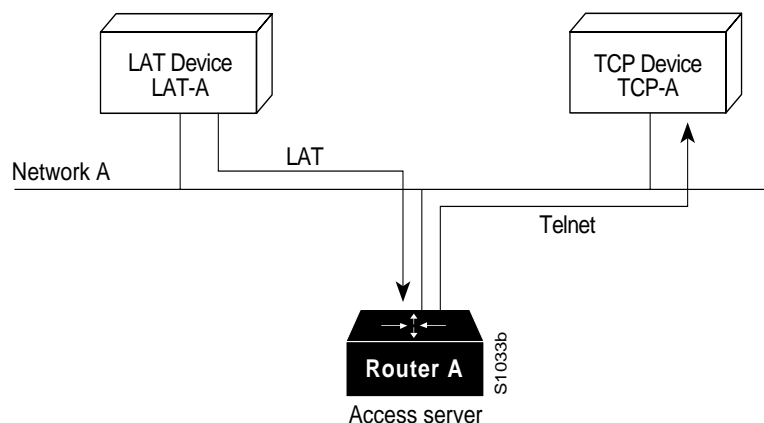 LAT Device
LAT-A
TCP Device
TCP-A
LAT
Network A
Telnet
Router A
S1033b
Access server